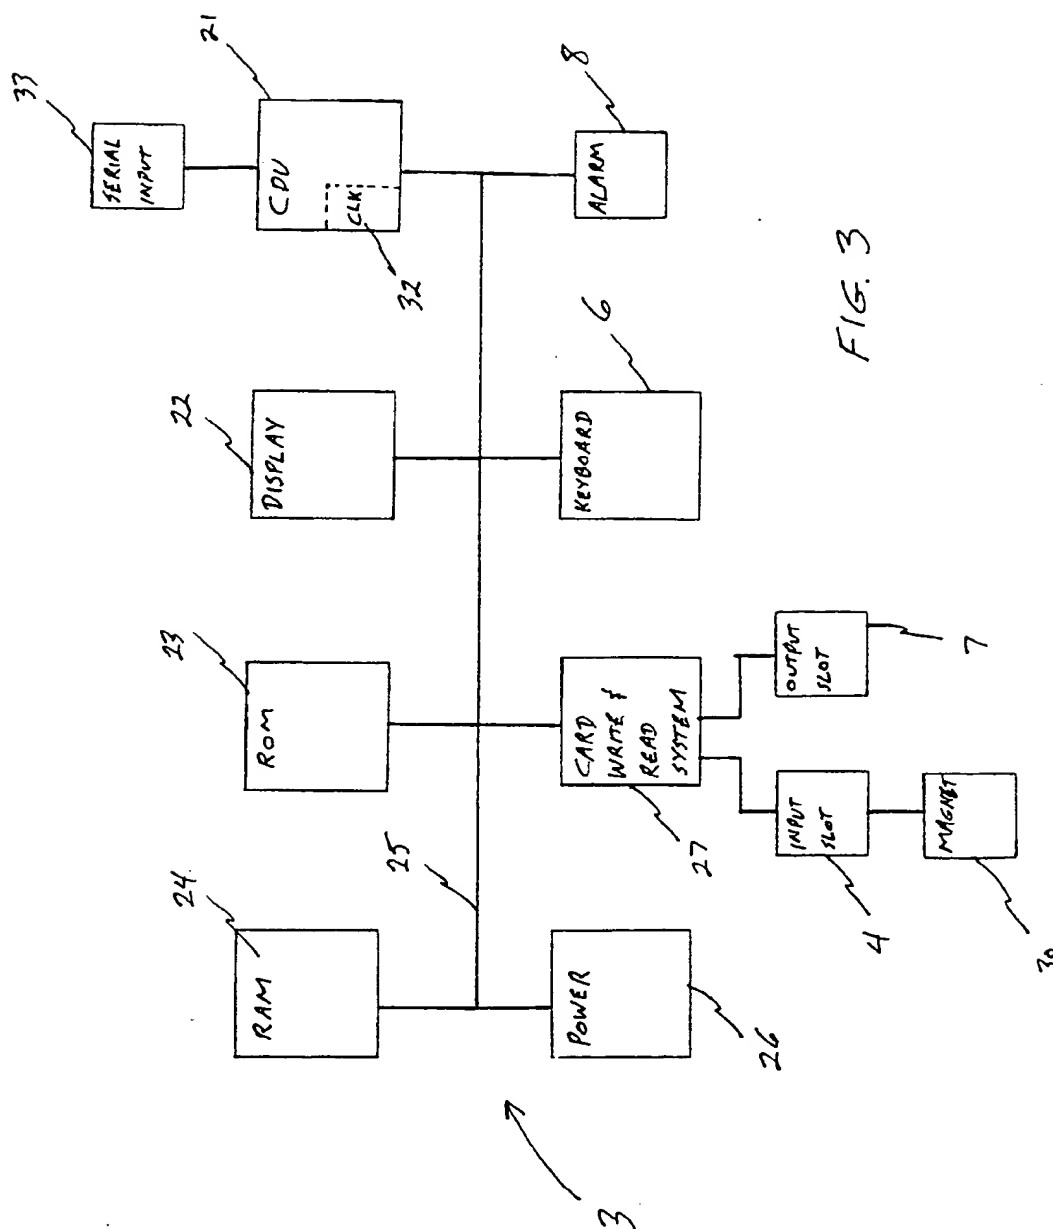 3
24
RAM
23
ROM
22
DISPLAY
33
SERIAL
INPUT
21
CPU
CLK
32
25
POWER
26
CARD
WRITE &
READ
SYSTEM
27
KEYBOARD
6
ALARM
8
INPUT
SLOT
4
OUTPUT
SLOT
7
MAGNET
30
FIG. 3